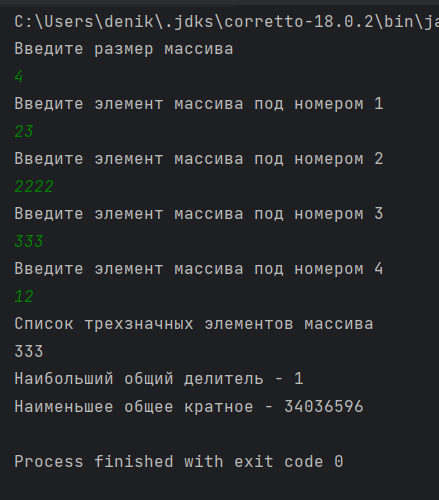 C:\Users\denik\.jdks\corretto-18.0.2\bin\ja
Введите размер массива
4
Введите элемент массива под номером 1
23
Введите элемент массива под номером 2
2222
Введите элемент массива под номером 3
333
Введите элемент массива под номером 4
12
Список трехзначных элементов массива
333
Наибольший общий делитель - 1
Наименьшее общее кратное - 34036596
Process finished with exit code 0